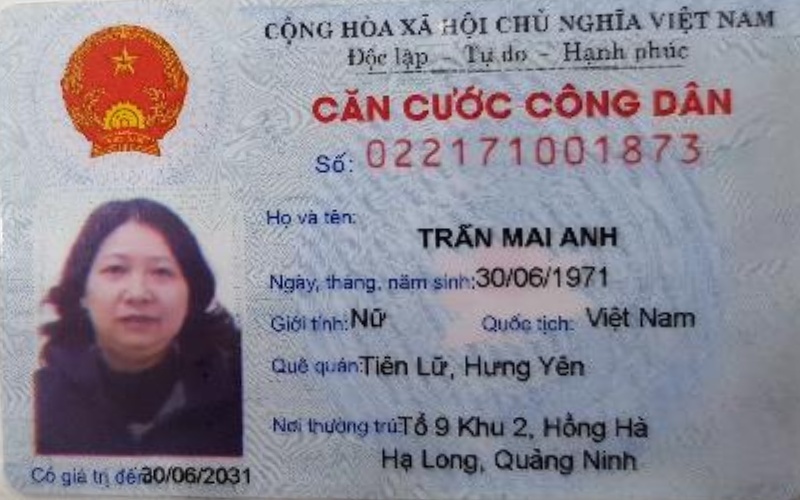 CỘNG HÒA XÃ HỘI CHỦ NGHĨA VIỆT NAM
Độc lập - Tự do - Hạnh phúc
CĂN CƯỚC CÔNG DÂN
Số: 022171001873
Họ và tên:
TRẦN MAI ANH
Ngày, tháng, năm sinh: 30/06/1971
Giới tính: Nữ Quốc tịch: Việt Nam
Quê quán: Tiên Lữ, Hưng Yên
Nơi thường trú: Tổ 9 Khu 2, Hồng Hà
Hạ Long, Quảng Ninh
Có giá trị đến: 30/06/2031